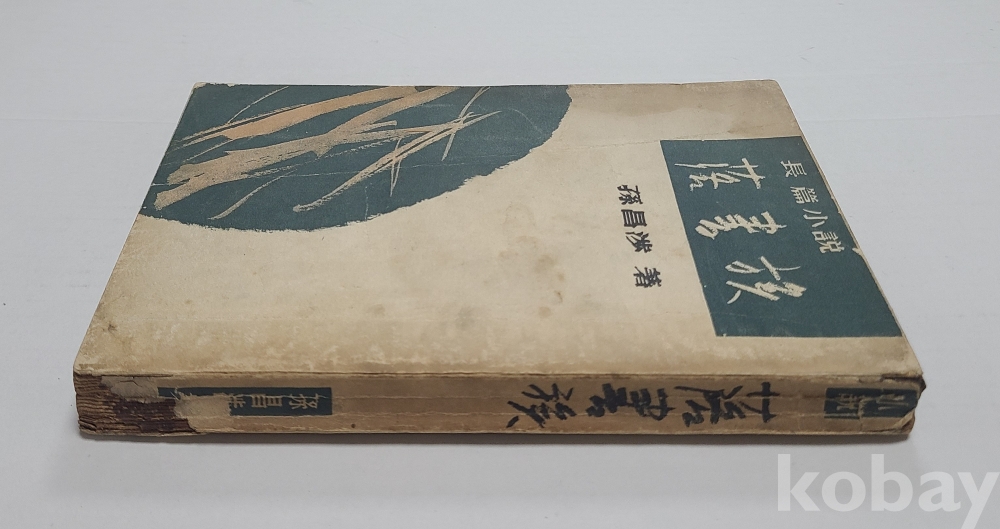 長篇小說
落書族
孫昌涉 著
落書族
孫昌涉
kobay